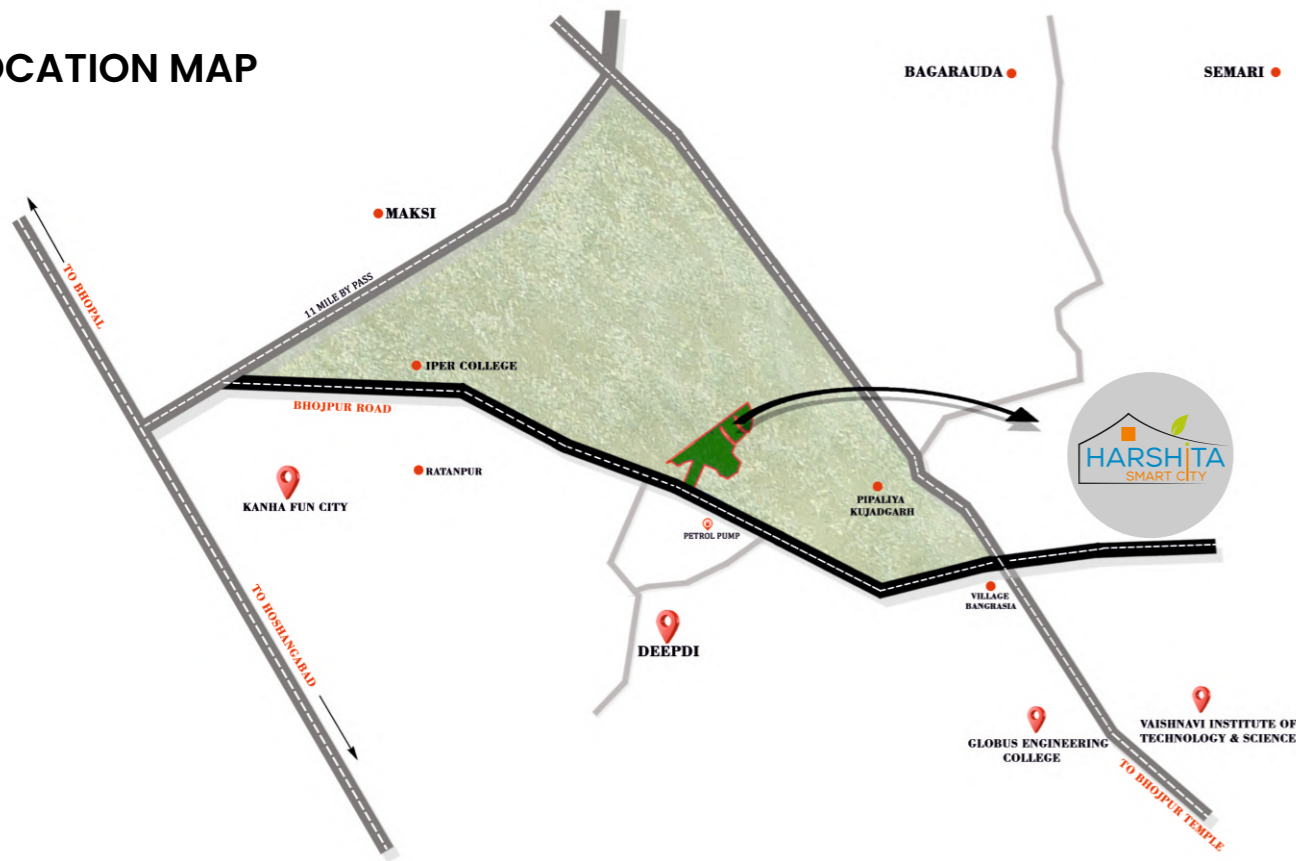 OCATION MAP
BAGARAUDA
SEMARI
MAKSI
TO BHOPAL
11 MILE BY PASS
IPER COLLEGE
BHOJPUR ROAD
RATANPUR
KANHA FUN CITY
HARSHITA
SMART CITY
PIPALIYA
KUJADGARH
PETROL PUMP
VILLAGE
BANGRASIA
TO HOSHANGABAD
DEEPDI
GLOBUS ENGINEERING
COLLEGE
VAISHNAVI INSTITUTE OF
TECHNOLOGY & SCIENCE
TO BHOJPUR TEMPLE